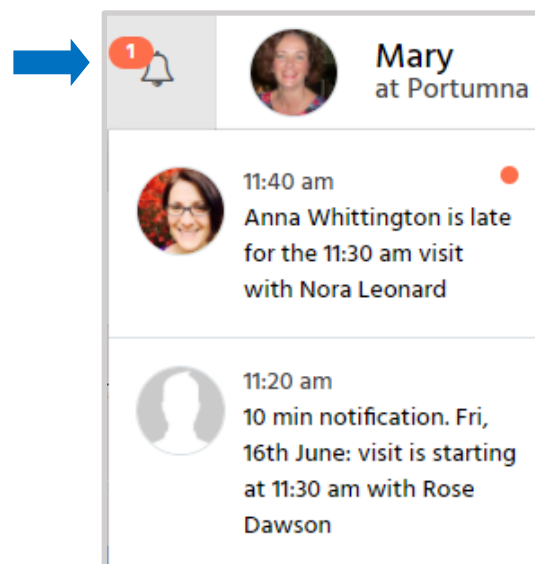 1
Mary
at Portumna
11:40 am
Anna Whittington is late
for the 11:30 am visit
with Nora Leonard
11:20 am
10 min notification. Fri,
16th June: visit is starting
at 11:30 am with Rose
Dawson